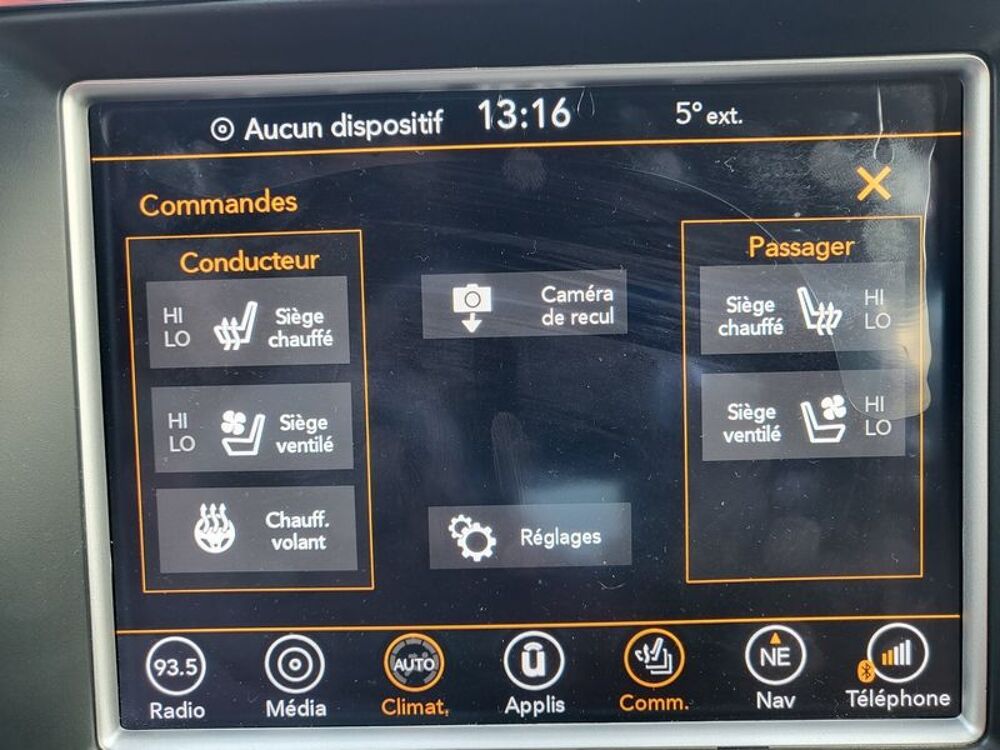 Aucun dispositif 13:16 5° ext.
Commandes
Conducteur
HI
LO
Siège
chauffé
HI
LO
Siège
ventilé
Chauff.
volant
Caméra
de recul
Réglages
Passager
Siège
chauffé
HI
LO
Siège
ventilé
HI
LO
93.5
Radio
Média
AUTO
Climat.
Applis
Comm.
NE
Nav
Téléphone